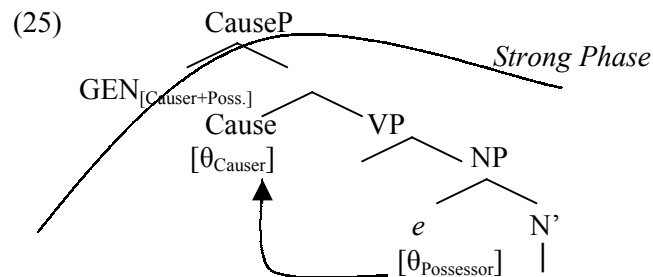 (25) CauseP
Strong Phase
GEN[Causer+Poss.]
Cause VP
[θCauser] NP
e N’
[θPossessor]